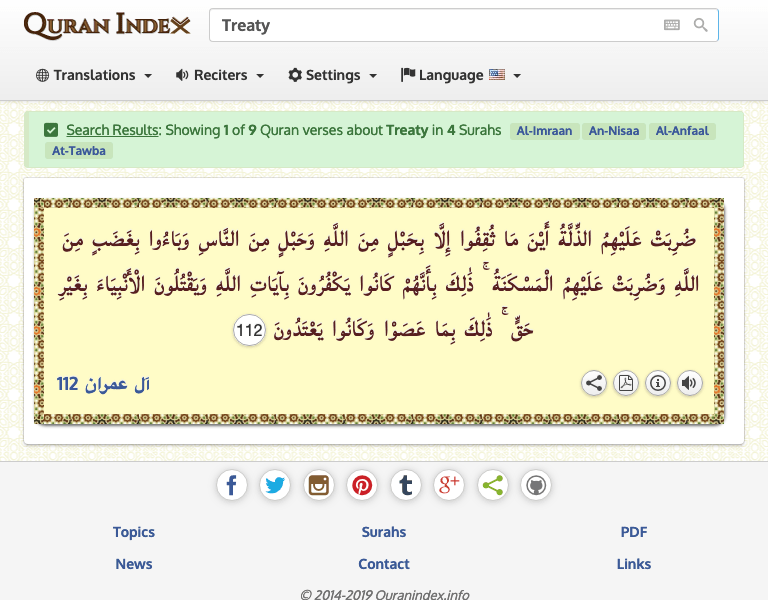 QURAN INDEX
Treaty
Translations Reciters Settings Language
Search Results: Showing 1 of 9 Quran verses about Treaty in 4 Surahs Al-Imraan An-Nisaa Al-Anfaal
At-Tawba
ضُرِبَتْ عَلَيْهِمُ الذِّلَّةُ أَيْنَ مَا ثُقِفُوا إِلَّا بِحَبْلٍ مِنَ اللَّهِ وَحَبْلٍ مِنَ النَّاسِ وَبَاءُوا بِغَضَبٍ مِنَ
اللَّهِ وَضُرِبَتْ عَلَيْهِمُ الْمَسْكَنَةُ ۚ ذَٰلِكَ بِأَنَّهُمْ كَانُوا يَكْفُرُونَ بِآيَاتِ اللَّهِ وَيَقْتُلُونَ الْأَنْبِيَاءَ بِغَيْرِ
حَقٍّ ۚ ذَٰلِكَ بِمَا عَصَوْا وَكَانُوا يَعْتَدُونَ 112
آل عمران 112
Topics Surahs PDF
News Contact Links
© 2014-2019 Quranindex.info